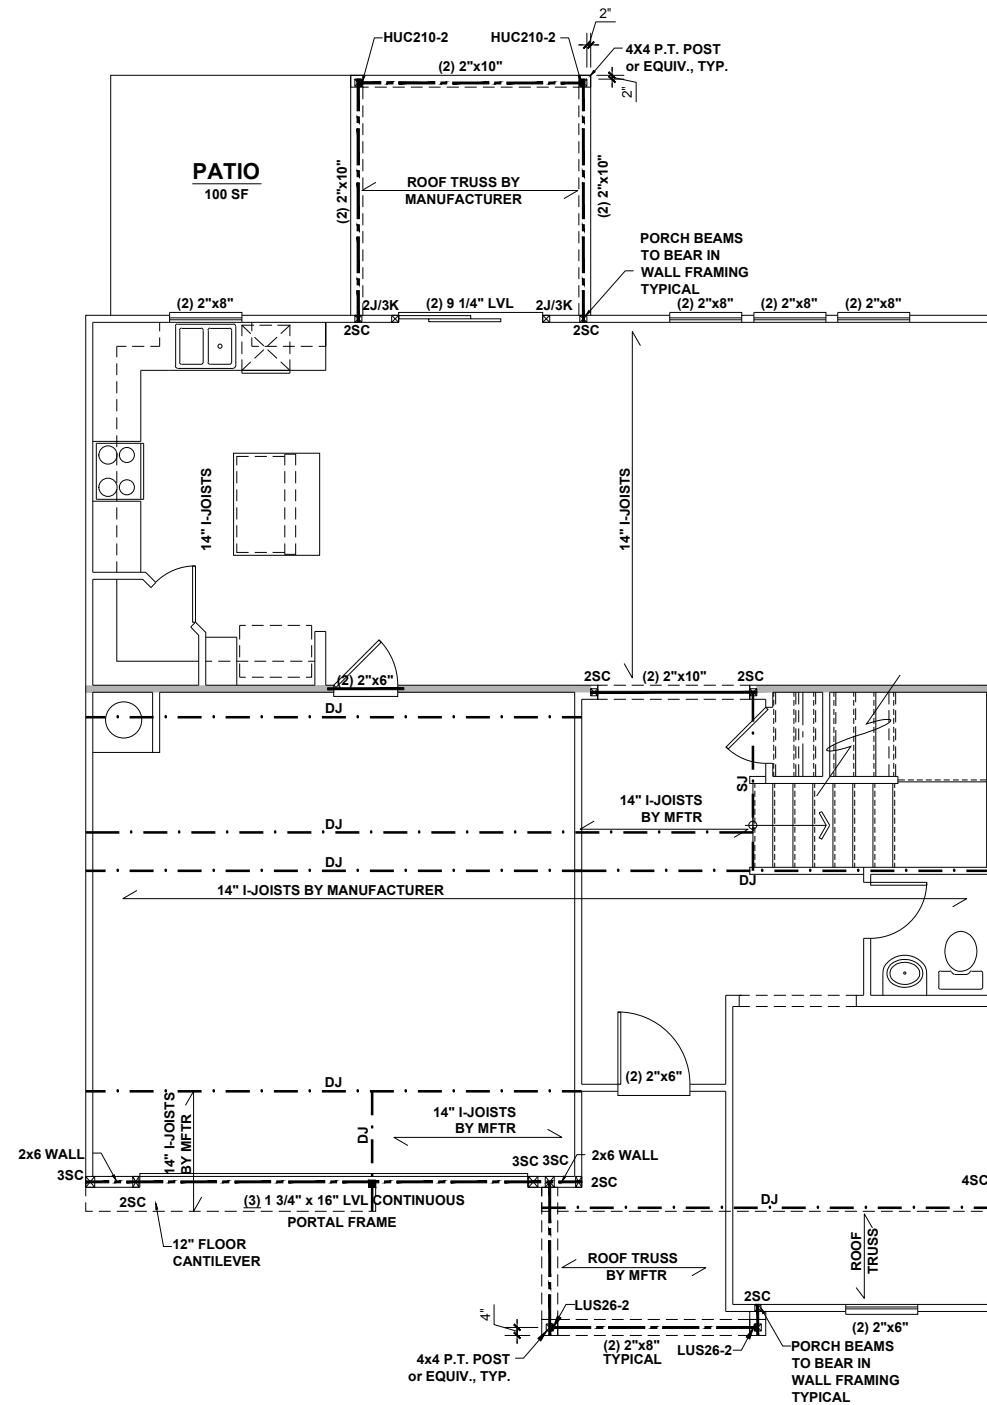 2"
HUC210-2
HUC210-2
4X4 P.T. POST
or EQUIV., TYP.
(2) 2"x10"
2"
PATIO
100 SF
(2) 2"x10"
ROOF TRUSS BY
MANUFACTURER
(2) 2"x10"
PORCH BEAMS
TO BEAR IN
WALL FRAMING
TYPICAL
(2) 2"x8"
2J/3K
(2) 9 1/4" LVL
2J/3K
(2) 2"x8"
(2) 2"x8"
(2) 2"x8"
2SC
2SC
14" I-JOISTS
14" I-JOISTS
(2) 2"x6"
2SC
(2) 2"x10"
2SC
DJ
SJ
14" I-JOISTS
BY MFTR
DJ
DJ
DJ
14" I-JOISTS BY MANUFACTURER
(2) 2"x6"
DJ
14" I-JOISTS
BY MFTR
DJ
14" I-JOISTS
BY MFTR
2x6 WALL
3SC
2SC
3SC
3SC
2x6 WALL
2SC
4SC
(3) 1 3/4" x 16" LVL CONTINUOUS
PORTAL FRAME
DJ
12" FLOOR
CANTILEVER
ROOF TRUSS
BY MFTR
ROOF
TRUSS
2SC
LUS26-2
4"
(2) 2"x8"
TYPICAL
LUS26-2
(2) 2"x6"
4x4 P.T. POST
or EQUIV., TYP.
PORCH BEAMS
TO BEAR IN
WALL FRAMING
TYPICAL